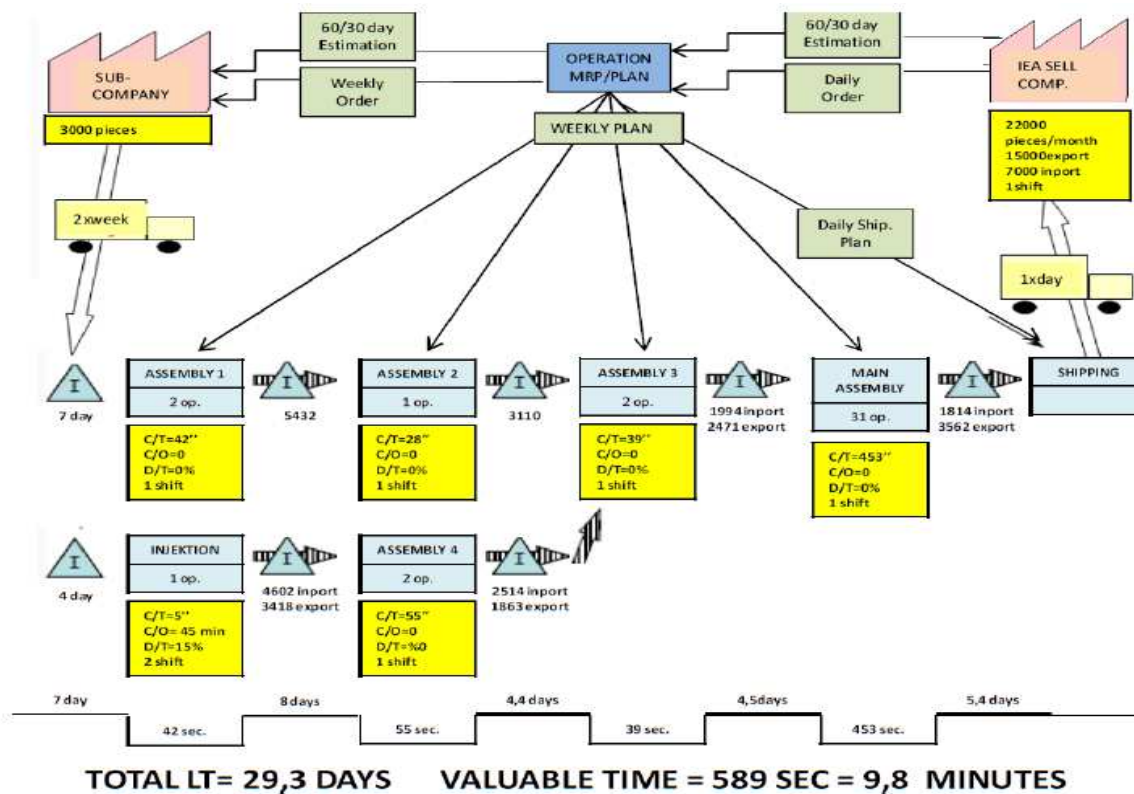 60/30 day
Estimation
Weekly
Order
OPERATION
MRP/PLAN
60/30 day
Estimation
Daily
Order
SUB-
COMPANY
3000 pieces
IEA SELL
COMP.
22000
pieces/month
15000export
7000 inport
1shift
WEEKLY PLAN
2xweek
Daily Ship.
Plan
1xday
I
7 day
ASSEMBLY 1
2 op.
C/T=42’’
C/O=0
D/T=0%
1 shift
I
5432
ASSEMBLY 2
1 op.
C/T=28’’
C/O=0
D/T=0%
1 shift
I
3110
ASSEMBLY 3
2 op.
C/T=39’’
C/O=0
D/T=0%
1 shift
I
1994 inport
2471 export
MAIN
ASSEMBLY
31 op.
C/T=453’’
C/O=0
D/T=0%
1 shift
I
1814 inport
3562 export
SHIPPING
I
4 day
INJEKTION
1 op.
C/T=5’’
C/O= 45 min
D/T=15%
2 shift
I
4602 inport
3418 export
ASSEMBLY 4
2 op.
C/T=55’’
C/O=0
D/T=%0
1 shift
I
2514 inport
1863 export
7 day
42 sec.
8 days
55 sec.
4,4 days
39 sec.
4,5days
453 sec.
5,4 days
TOTAL LT= 29,3 DAYS VALUABLE TIME = 589 SEC = 9,8 MINUTES